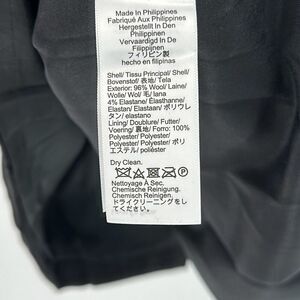 Made In Philippines
Fabriqué Aux Philippines
Hergestellt In Den
Philippinen
Vervaardigd In De
Filippijnen
フィリピン製
hecho en filipinas
Shell/ Tissu Principal/ Shell/
Bovenstof/ 表地/ Tela
Exterior: 96% Wool/ Laine/
Wolle/ Wol/ 毛/ lana
4% Elastane/ Élasthanne/
Elastan/ Elastaan/ ポリウレ
タン/ elastano
Lining/ Doublure/ Futter/
Voering/ 裏地/ Forro: 100%
Polyester/ Polyester/
Polyester/ Polyester/ ポリ
エステル/ poliéster
Dry Clean.
Nettoyage À Sec.
Chemische Reinigung.
Chemisch Reinigen.
ドライクリーニングをし
てください。